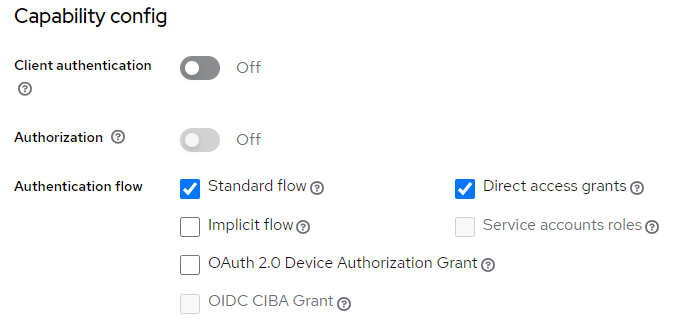 Capability config
Client authentication
Off
Authorization
Off
Authentication flow
Standard flow
Direct access grants
Implicit flow
Service accounts roles
OAuth 2.0 Device Authorization Grant
OIDC CIBA Grant